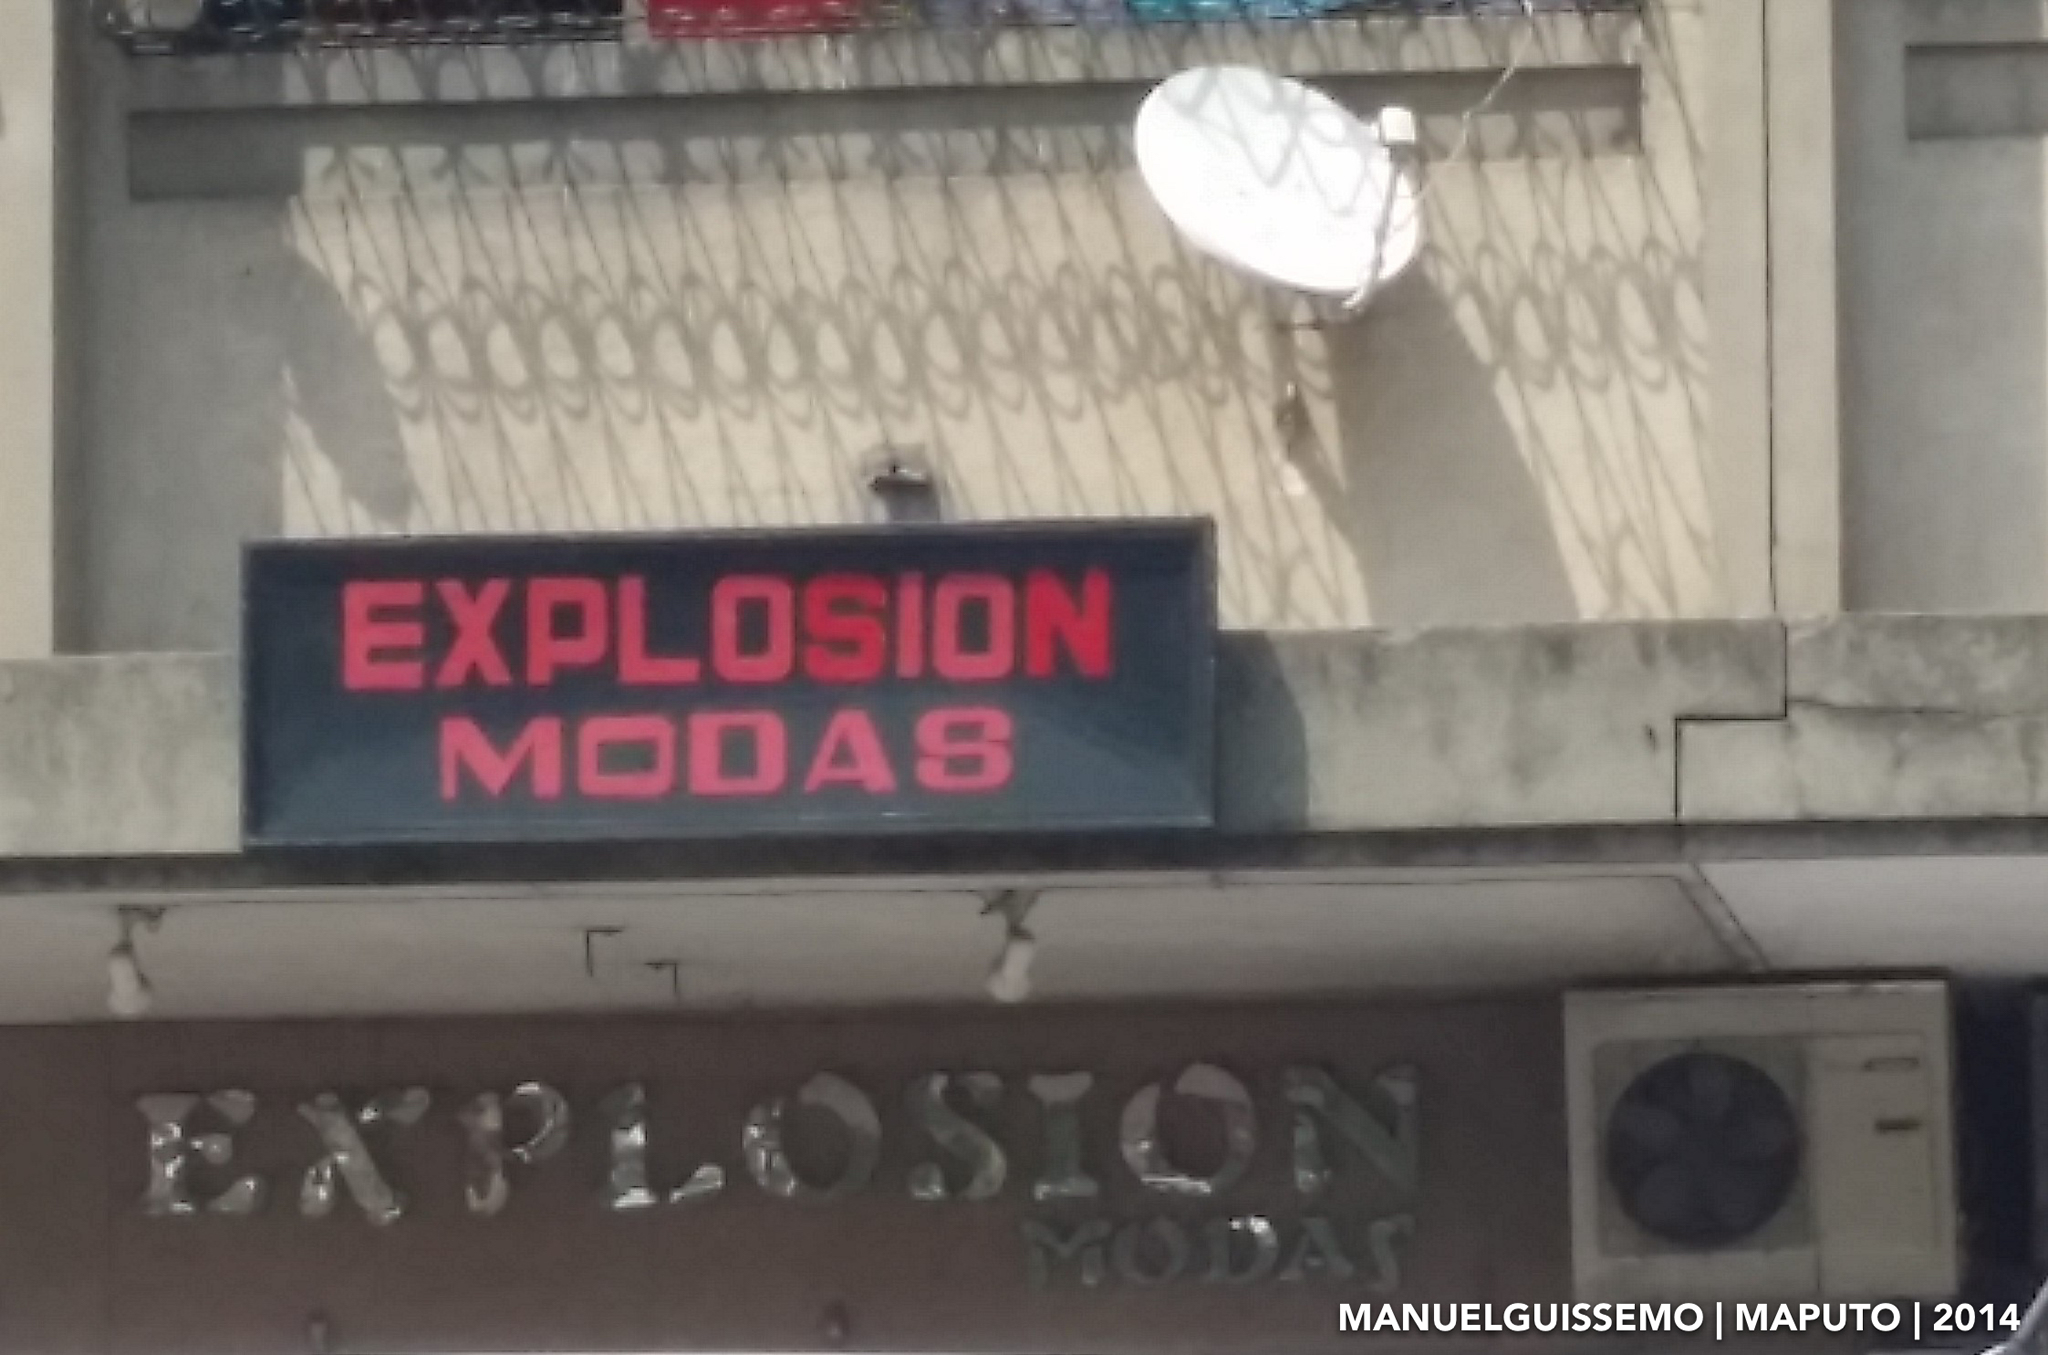 EXPLOSION
MODAS
EXPLOSION
MODAS
MANUELGUISSEMO | MAPUTO | 2014